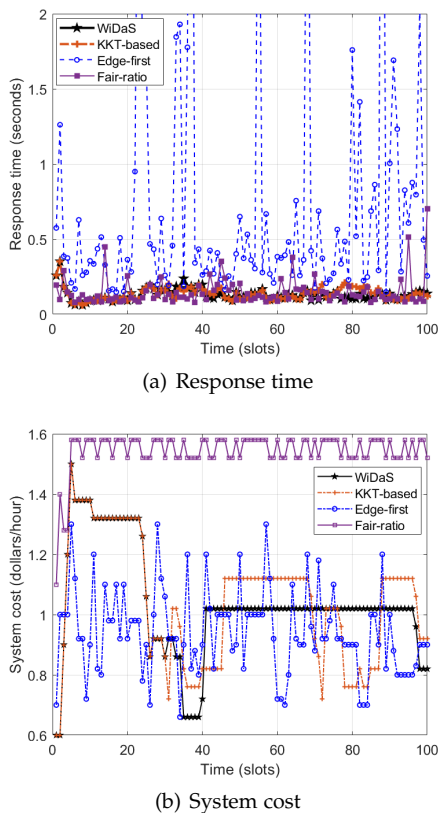 2
1.5
1
0.5
0
WiDaS
KKT-based
Edge-first
Fair-ratio
Response time (seconds)
0 20 40 60 80 100
Time (slots)
(a) Response time
1.6
1.4
1.2
1
0.8
0.6
WiDaS
KKT-based
Edge-first
Fair-ratio
System cost (dollars/hour)
0 20 40 60 80 100
Time (slots)
(b) System cost